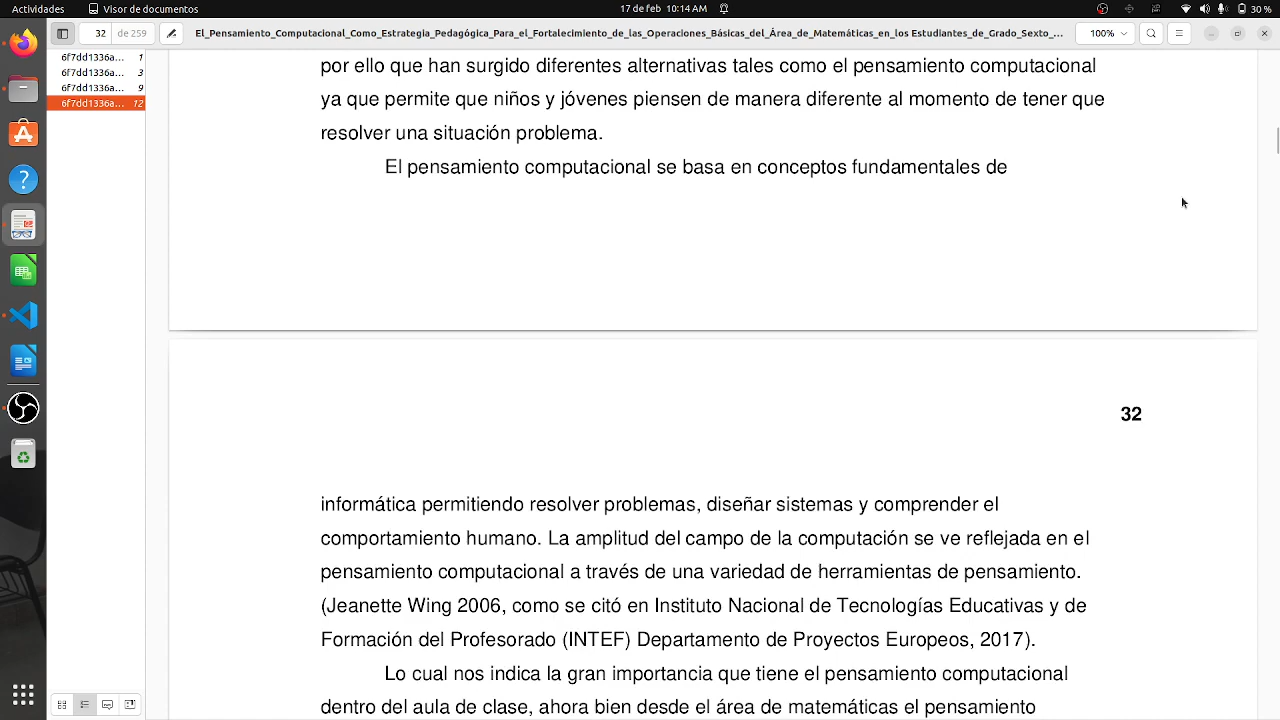 Actividades
Visor de documentos
17 de feb 10:14 AM
30 %
32
de 259
El_Pensamiento_Computacional_Como_Estrategia_Pedagógica_Para_el_Fortalecimiento_de_las_Operaciones_Básicas_del_Área_de_Matemáticas_en_los Estudiantes_de_Grado_Sexto_...
100%
6f7dd1336a... 1
6f7dd1336a... 3
6f7dd1336a... 9
6f7dd1336a... 12
por ello que han surgido diferentes alternativas tales como el pensamiento computacional
ya que permite que niños y jóvenes piensen de manera diferente al momento de tener que
resolver una situación problema.
El pensamiento computacional se basa en conceptos fundamentales de
32
informática permitiendo resolver problemas, diseñar sistemas y comprender el
comportamiento humano. La amplitud del campo de la computación se ve reflejada en el
pensamiento computacional a través de una variedad de herramientas de pensamiento.
(Jeanette Wing 2006, como se citó en Instituto Nacional de Tecnologías Educativas y de
Formación del Profesorado (INTEF) Departamento de Proyectos Europeos, 2017).
Lo cual nos indica la gran importancia que tiene el pensamiento computacional
dentro del aula de clase, ahora bien desde el área de matemáticas el pensamiento